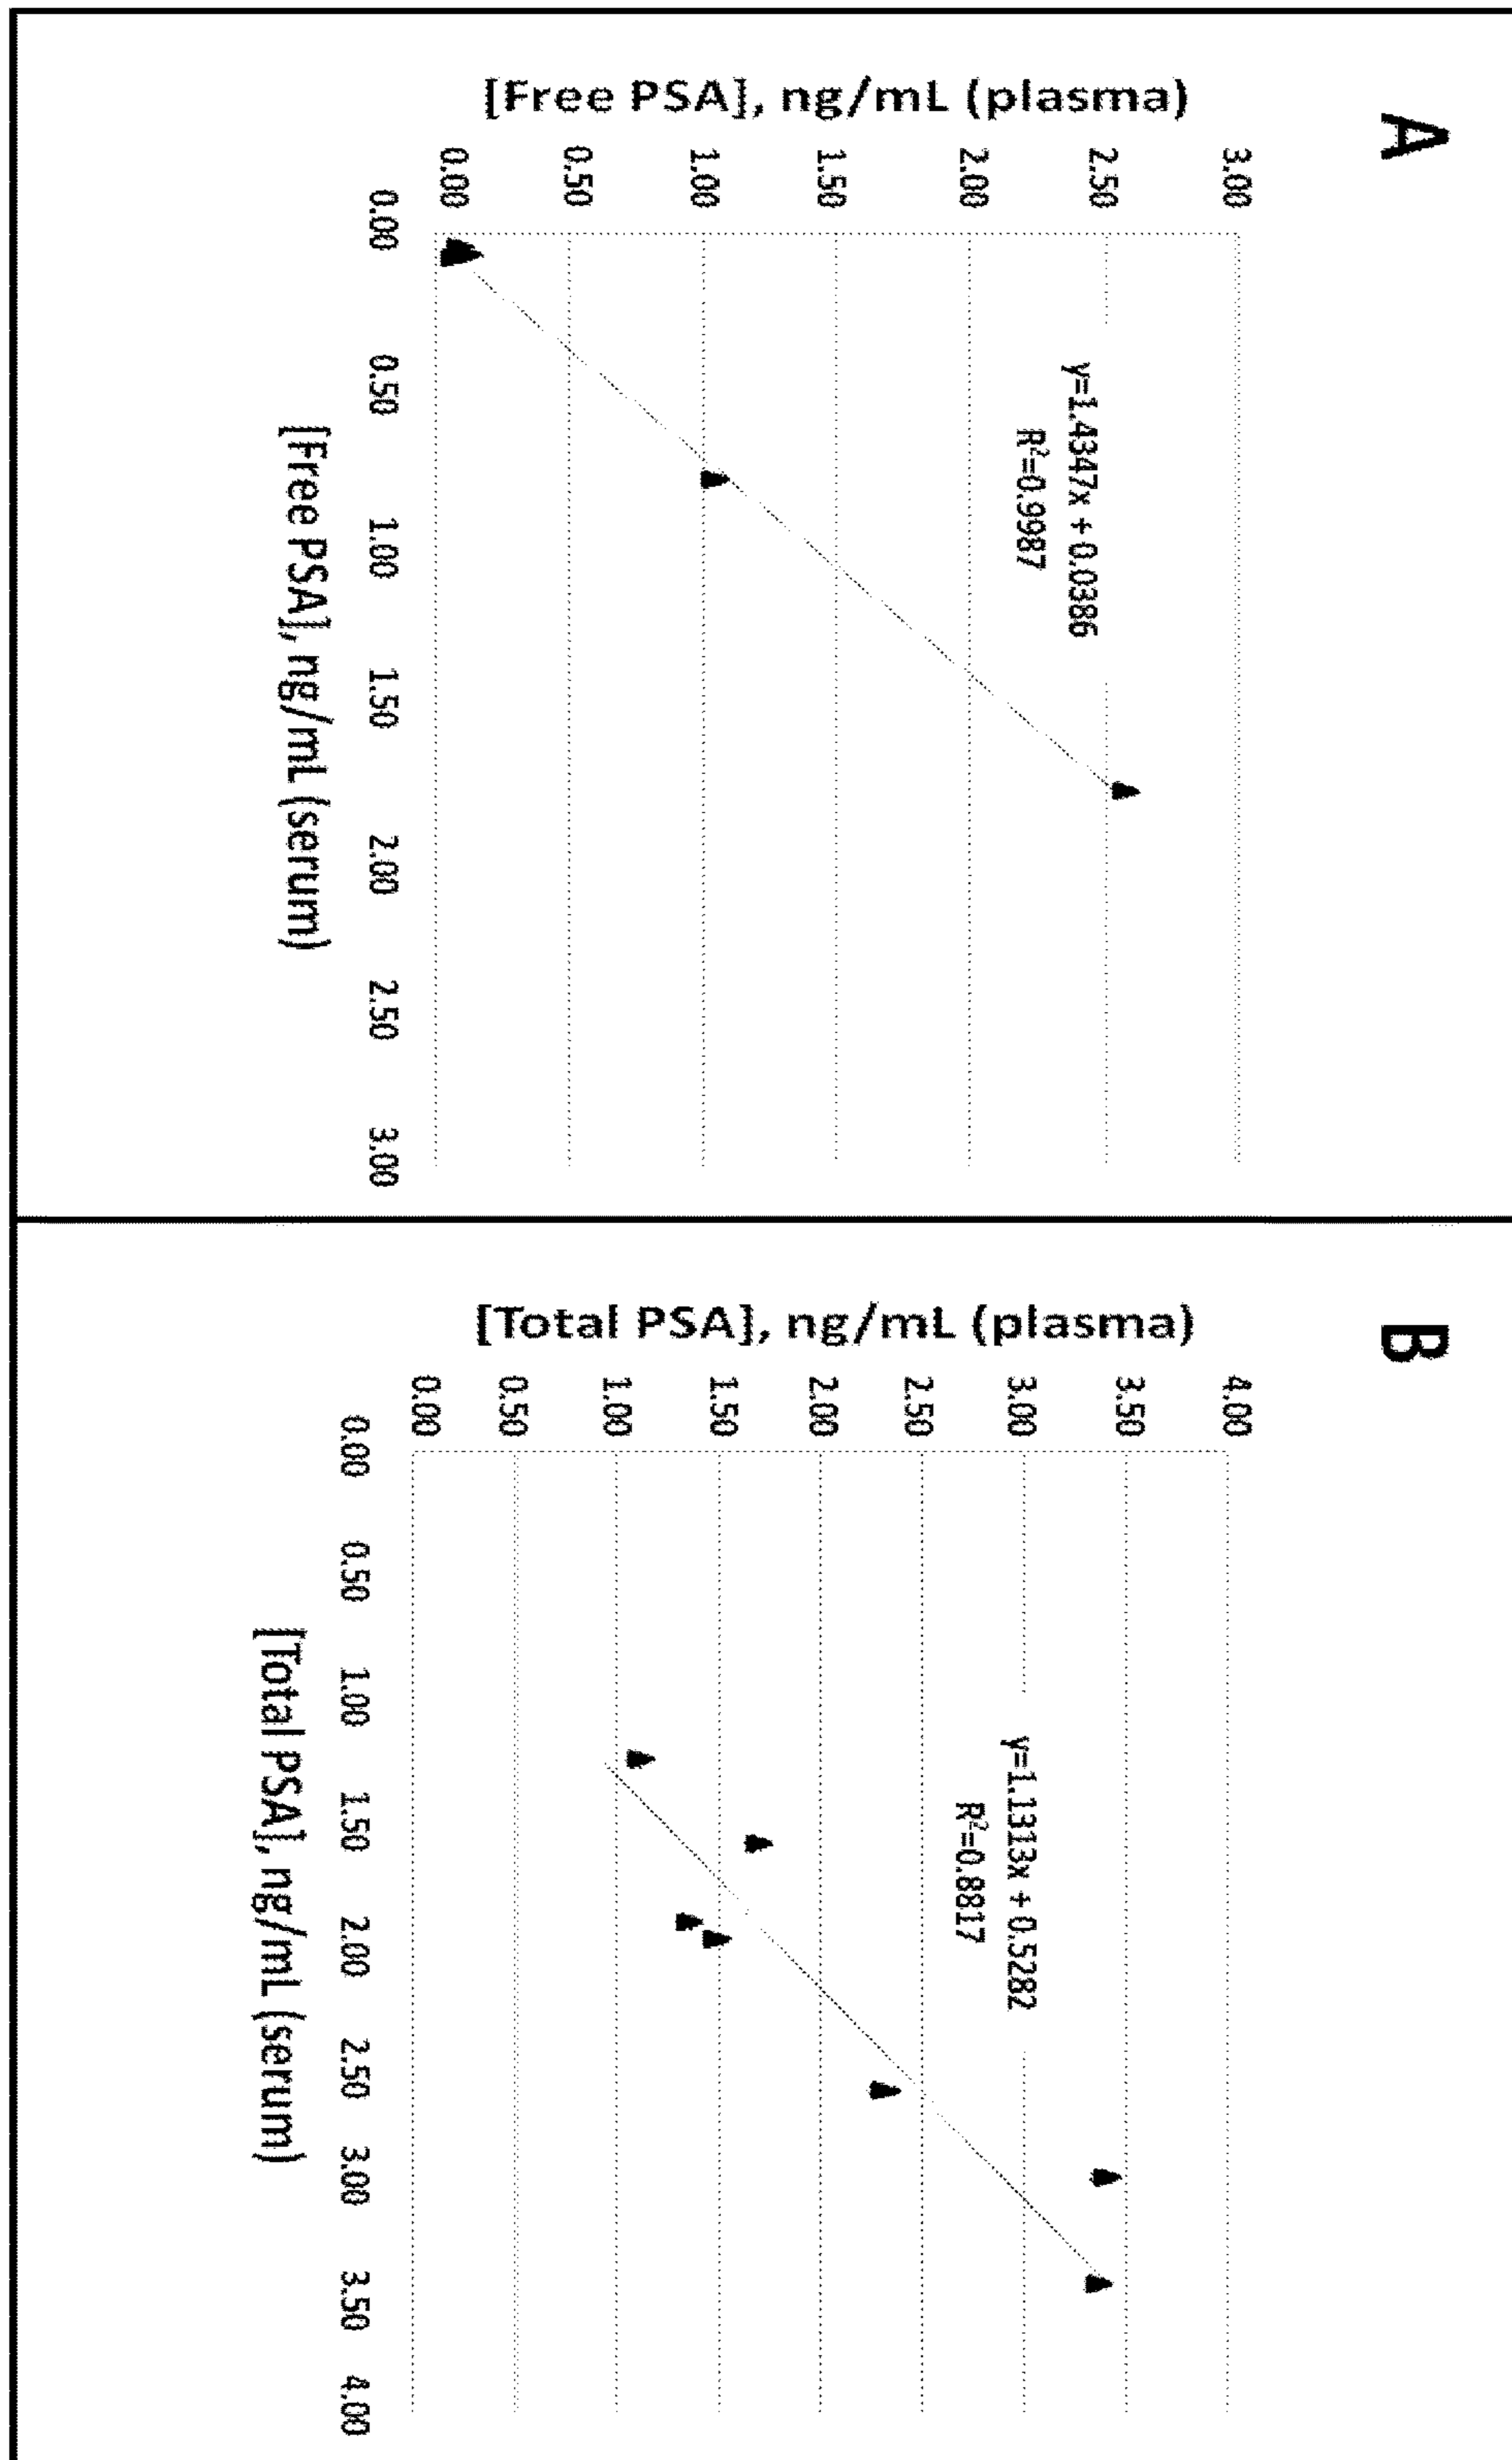 A
[Free PSA], ng/mL (plasma)
3.00
2.50
2.00
1.50
1.00
0.50
0.00
y=1.4347x + 0.0386
R²=0.9987
0.00 0.50 1.00 1.50 2.00 2.50 3.00
[Free PSA], ng/mL (serum)
B
[Total PSA], ng/mL (plasma)
4.00
3.50
3.00
2.50
2.00
1.50
1.00
0.50
0.00
y=1.1313x + 0.5282
R²=0.8817
0.00 0.50 1.00 1.50 2.00 2.50 3.00 3.50 4.00
[Total PSA], ng/mL (serum)